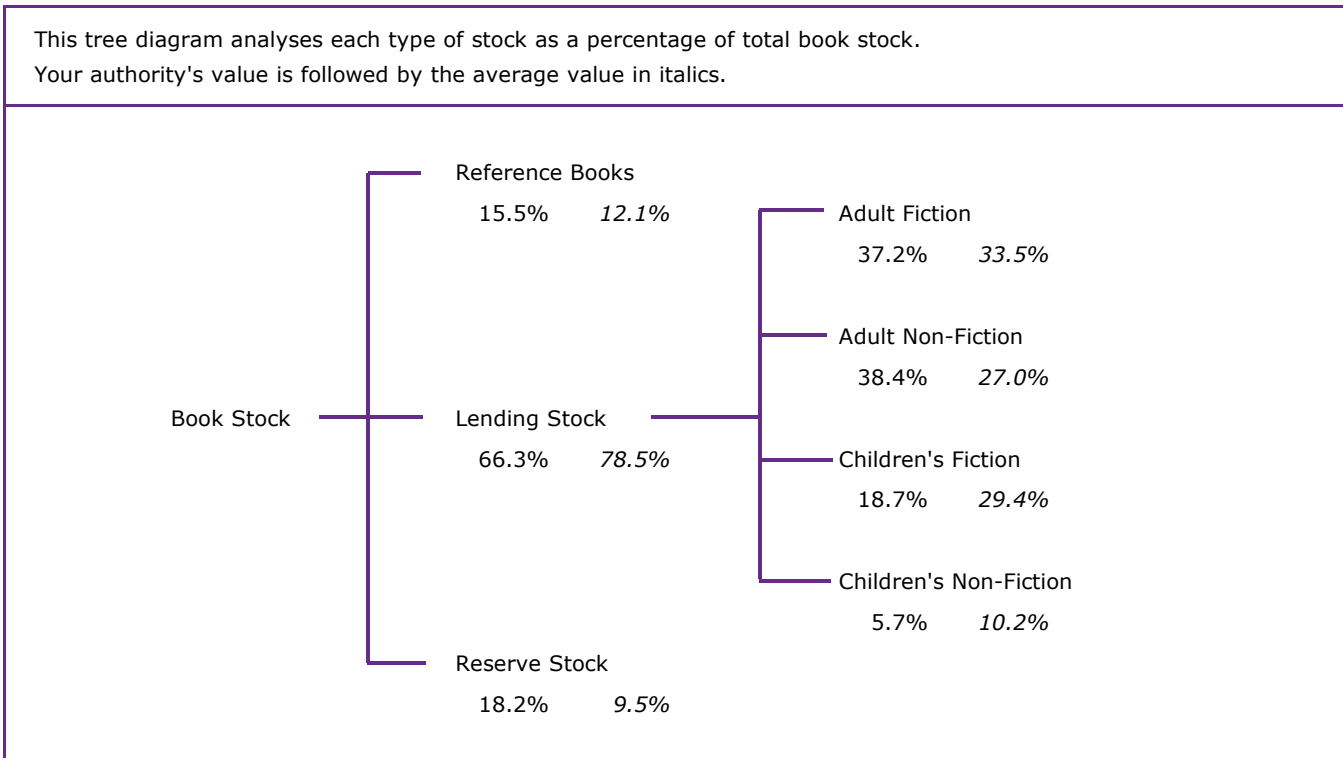 This tree diagram analyses each type of stock as a percentage of total book stock.
Your authority's value is followed by the average value in italics.
Book Stock
Reference Books
15.5% 12.1%
Lending Stock
66.3% 78.5%
Reserve Stock
18.2% 9.5%
Adult Fiction
37.2% 33.5%
Adult Non-Fiction
38.4% 27.0%
Children's Fiction
18.7% 29.4%
Children's Non-Fiction
5.7% 10.2%